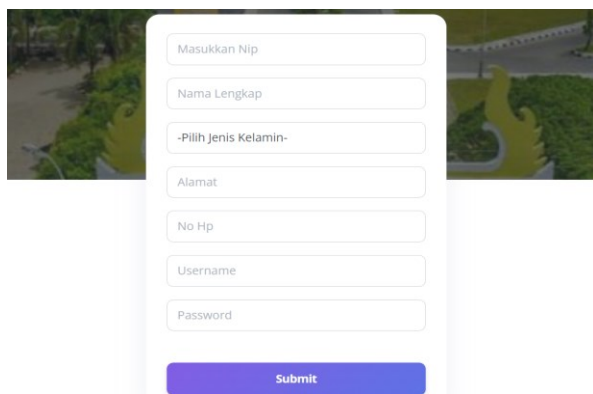 Masukkan Nip
Nama Lengkap
-Pilih Jenis Kelamin-
Alamat
No Hp
Username
Password
Submit